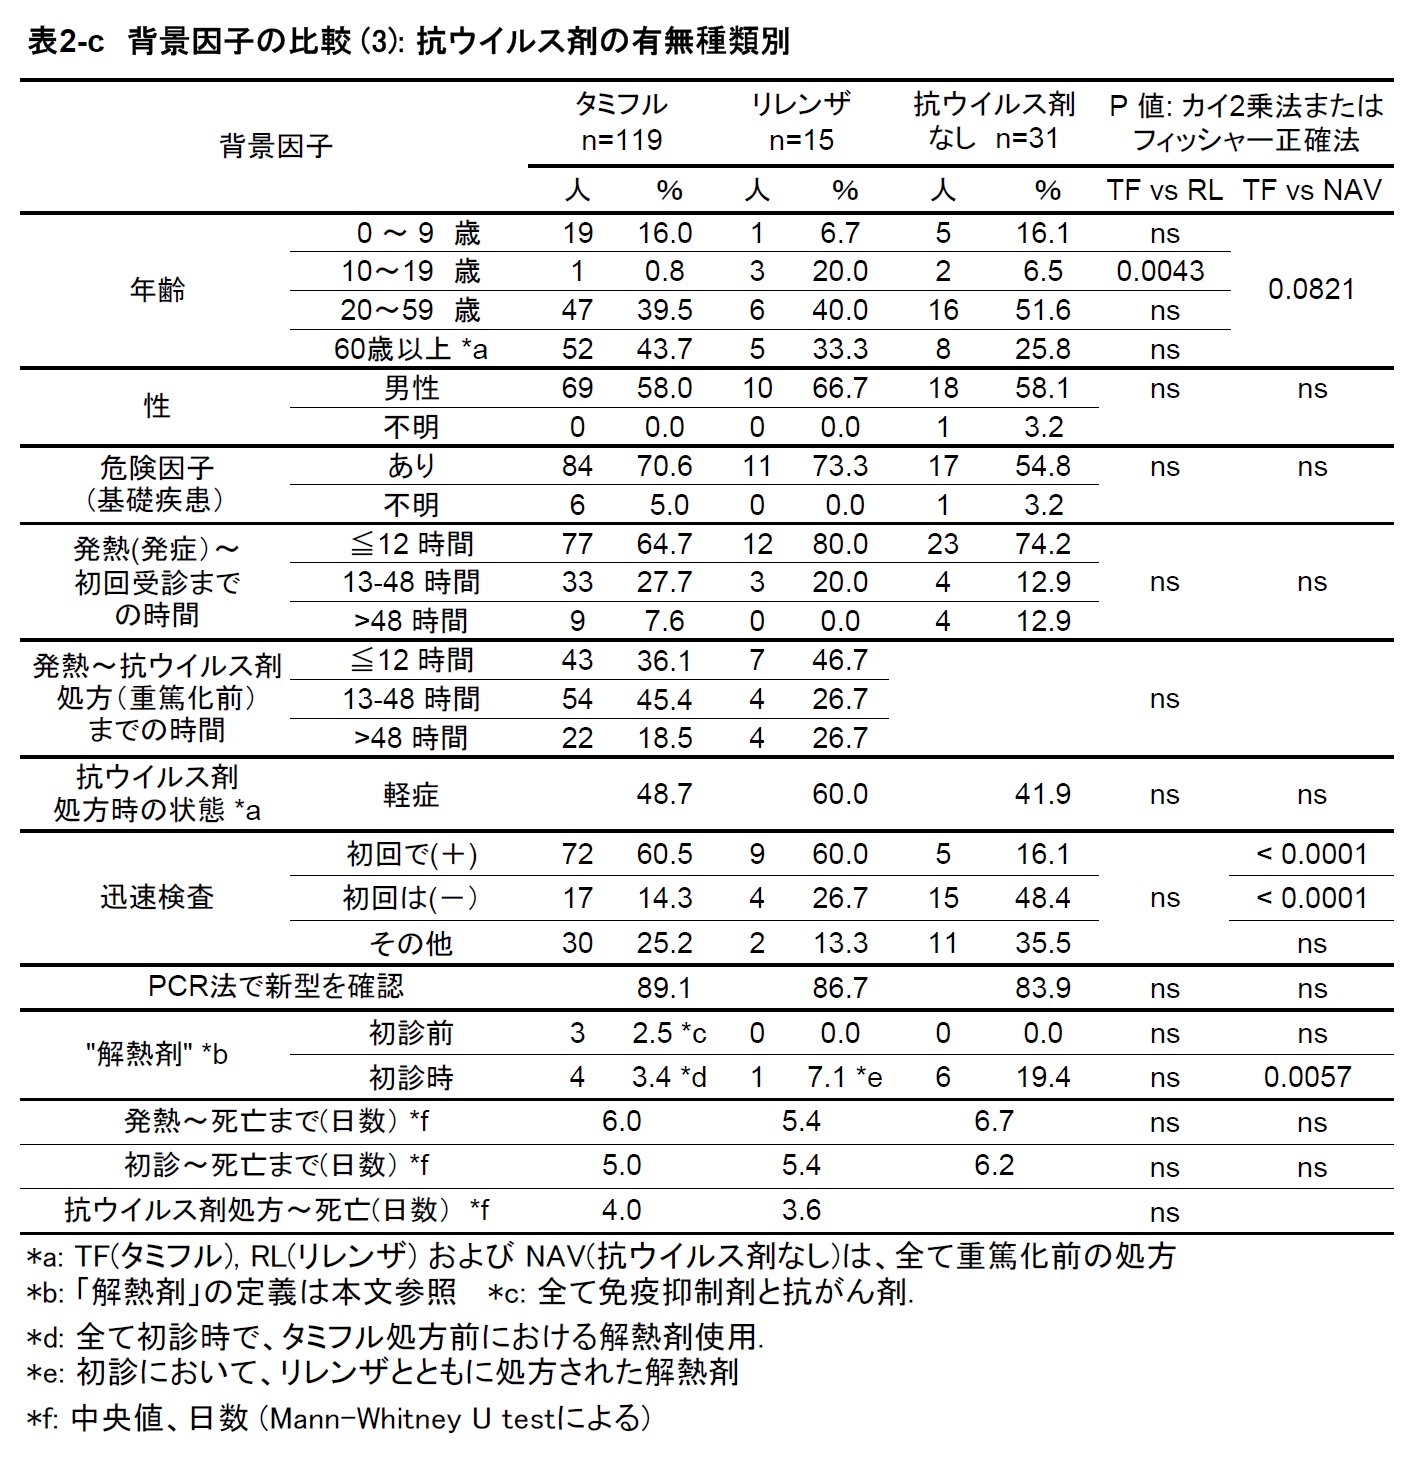 表2-c 背景因子の比較 (3): 抗ウイルス剤の有無種類別
背景因子 タミフル n=119 リレンザ n=15 抗ウイルス剤なし n=31 P 値: カイ2乗法またはフィッシャー正確法
人 % 人 % 人 % TF vs RL TF vs NAV
年齢 0 ～ 9 歳 19 16.0 1 6.7 5 16.1 ns 0.0821
10～19 歳 1 0.8 3 20.0 2 6.5 0.0043
20～59 歳 47 39.5 6 40.0 16 51.6 ns
60歳以上 *a 52 43.7 5 33.3 8 25.8 ns
性 男性 69 58.0 10 66.7 18 58.1 ns ns
不明 0 0.0 0 0.0 1 3.2
危険因子（基礎疾患） あり 84 70.6 11 73.3 17 54.8 ns ns
不明 6 5.0 0 0.0 1 3.2
発熱(発症）～初回受診までの時間 ≦12 時間 77 64.7 12 80.0 23 74.2
13-48 時間 33 27.7 3 20.0 4 12.9 ns ns
>48 時間 9 7.6 0 0.0 4 12.9
発熱～抗ウイルス剤処方（重篤化前）までの時間 ≦12 時間 43 36.1 7 46.7
13-48 時間 54 45.4 4 26.7 ns
>48 時間 22 18.5 4 26.7
抗ウイルス剤処方時の状態 *a 軽症 48.7 60.0 41.9 ns ns
迅速検査 初回で(＋) 72 60.5 9 60.0 5 16.1 < 0.0001
初回は(－） 17 14.3 4 26.7 15 48.4 ns < 0.0001
その他 30 25.2 2 13.3 11 35.5 ns
PCR法で新型を確認 89.1 86.7 83.9 ns ns
"解熱剤" *b 初診前 3 2.5 *c 0 0.0 0 0.0 ns ns
初診時 4 3.4 *d 1 7.1 *e 6 19.4 ns 0.0057
発熱～死亡まで(日数） *f 6.0 5.4 6.7 ns ns
初診～死亡まで(日数） *f 5.0 5.4 6.2 ns ns
抗ウイルス剤処方～死亡(日数） *f 4.0 3.6 ns
*a: TF(タミフル), RL(リレンザ) および NAV(抗ウイルス剤なし)は、全て重篤化前の処方
*b: 「解熱剤」の定義は本文参照 *c: 全て免疫抑制剤と抗がん剤.
*d: 全て初診時で、タミフル処方前における解熱剤使用.
*e: 初診において、リレンザとともに処方された解熱剤
*f: 中央値、日数 (Mann-Whitney U testによる）